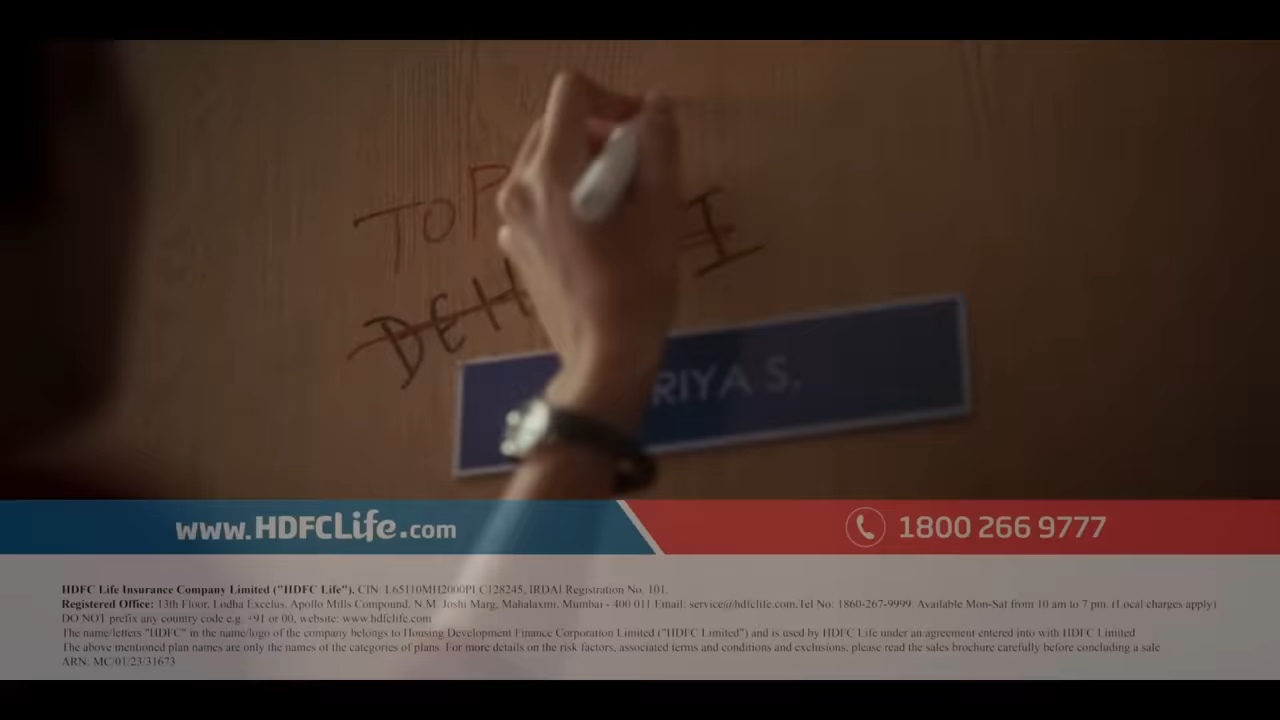 TOP
DEH I
RIYA S.
www.HDFCLife.com
1800 266 9777
HDFC Life Insurance Company Limited ("HDFC Life"). CIN: L65110MH2000PLC128245, IRDAI Registration No. 101.
Registered Office: 13th Floor, Lodha Excelus, Apollo Mills Compound, N.M. Joshi Marg, Mahalaxmi, Mumbai - 400 011 Email: service@hdfclife.com.Tel No: 1860-267-9999. Available Mon-Sat from 10 am to 7 pm. (Local charges apply)
DO NOT prefix any country code e.g. +91 or 00, website: www.hdfclife.com
The name/letters "HDFC" in the name/logo of the company belongs to Housing Development Finance Corporation Limited ("HDFC Limited") and is used by HDFC Life under an agreement entered into with HDFC Limited
The above mentioned plan names are only the names of the categories of plans. For more details on the risk factors, associated terms and conditions and exclusions, please read the sales brochure carefully before concluding a sale
ARN: MC/01/23/31673